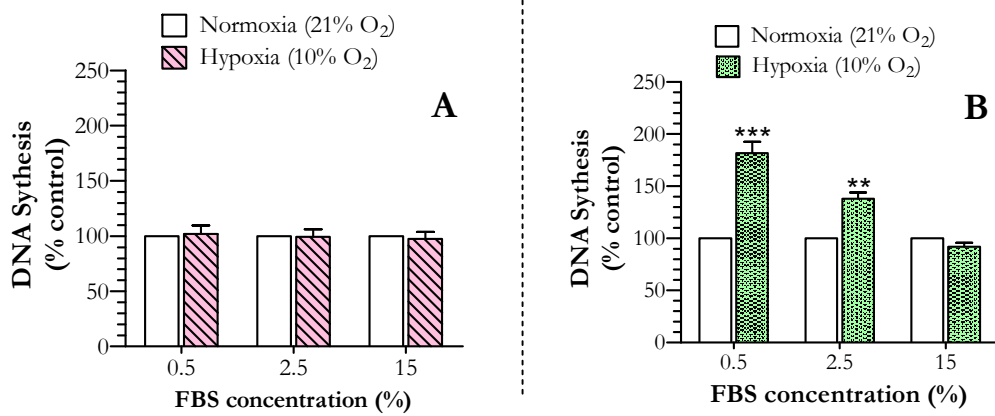 Normoxia (21% O₂)
Hypoxia (10% O₂)
A
DNA Sythesis
(% control)
250
200
150
100
50
0
0.5 2.5 15
FBS concentration (%)
Normoxia (21% O₂)
Hypoxia (10% O₂)
B
DNA Sythesis
(% control)
250
200
150
100
50
0
***
**
0.5 2.5 15
FBS concentration (%)